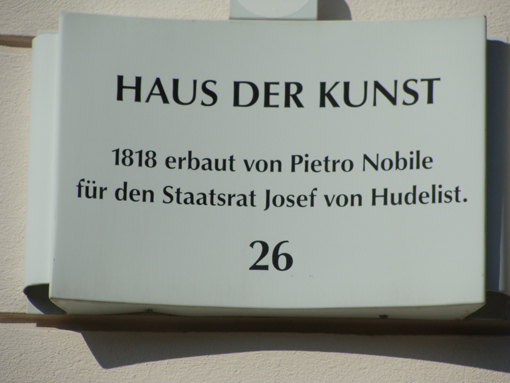 HAUS DER KUNST
1818 erbaut von Pietro Nobile
für den Staatsrat Josef von Hudelist.
26